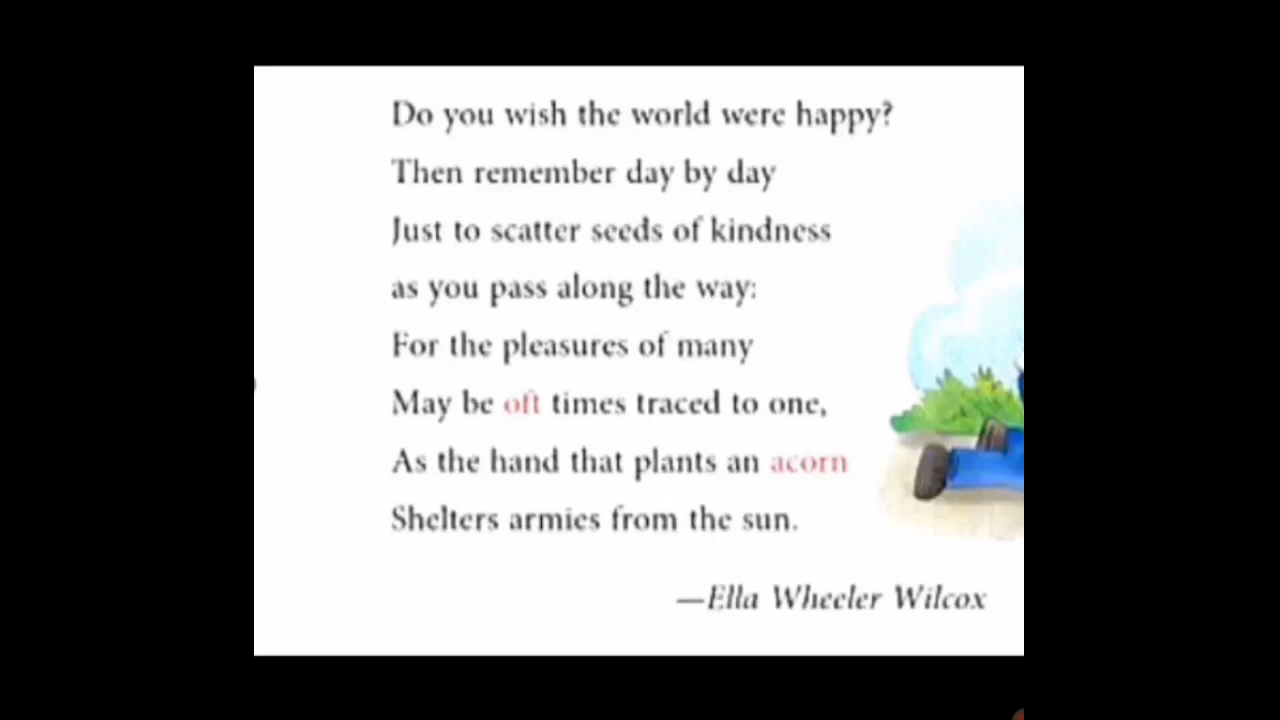 Do you wish the world were happy?
Then remember day by day
Just to scatter seeds of kindness
as you pass along the way:
For the pleasures of many
May be oft times traced to one,
As the hand that plants an acorn
Shelters armies from the sun.
—Ella Wheeler Wilcox